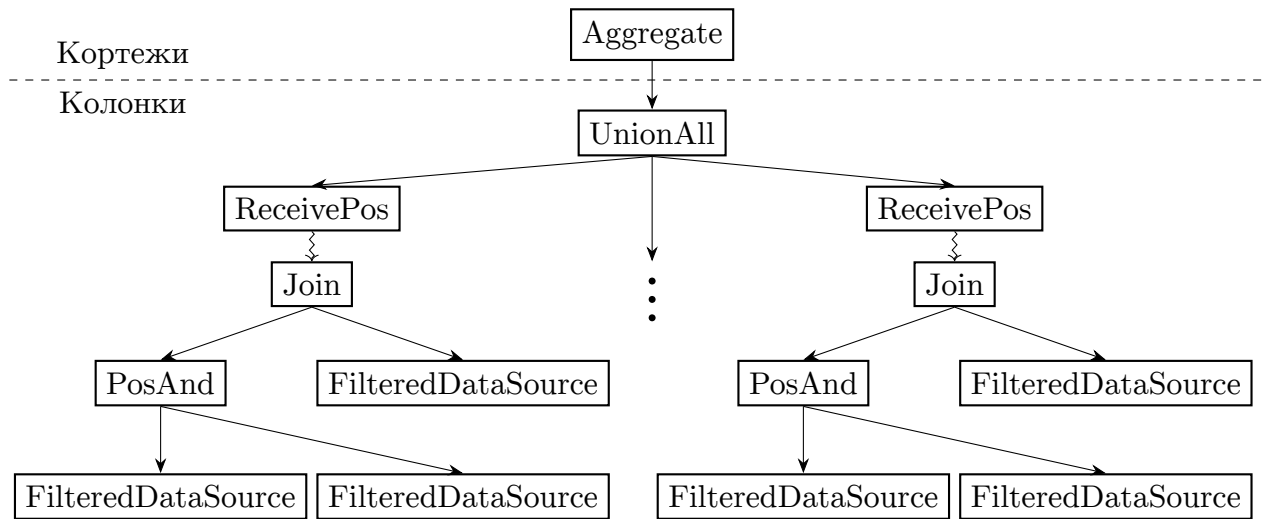 Aggregate
Кортежи
Колонки
UnionAll
ReceivePos
ReceivePos
Join
Join
PosAnd
FilteredDataSource
PosAnd
FilteredDataSource
FilteredDataSource
FilteredDataSource
FilteredDataSource
FilteredDataSource